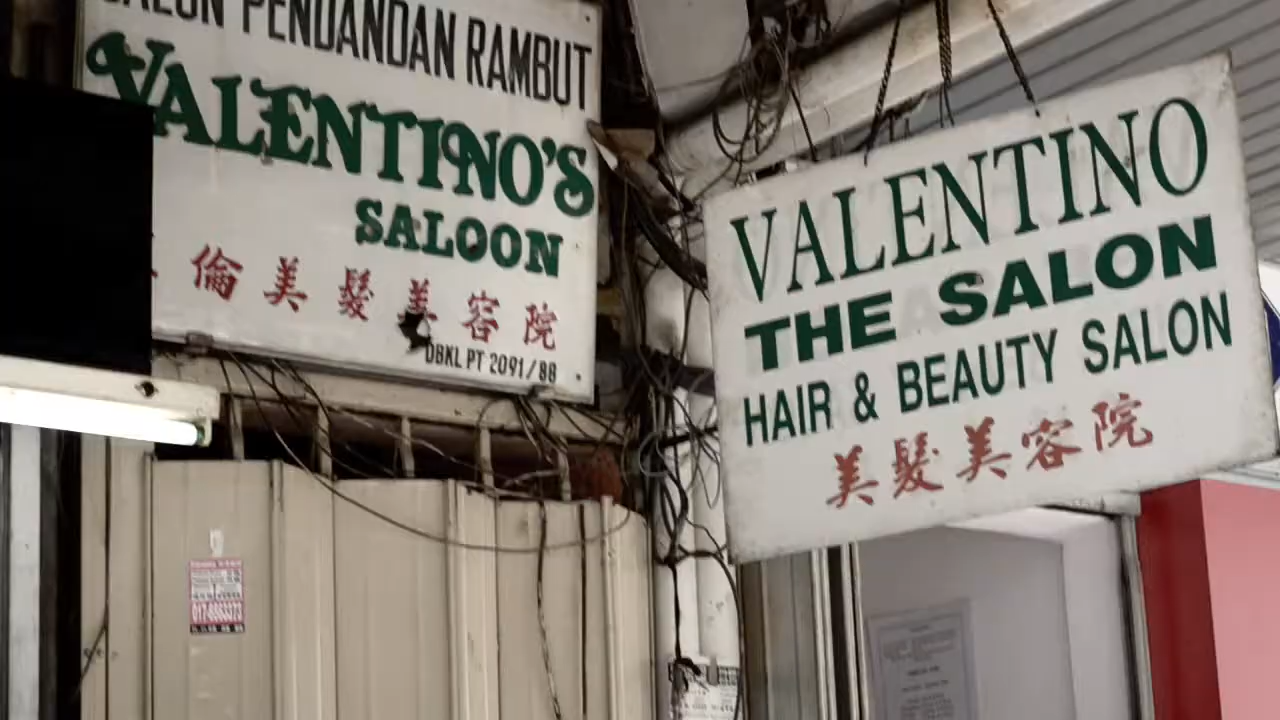 SALON PENDANDAN RAMBUT
VALENTINO'S
SALOON
倫美髮美容院
DBKL PT 2091/88
VALENTINO
THE SALON
HAIR & BEAUTY SALON
美髮美容院